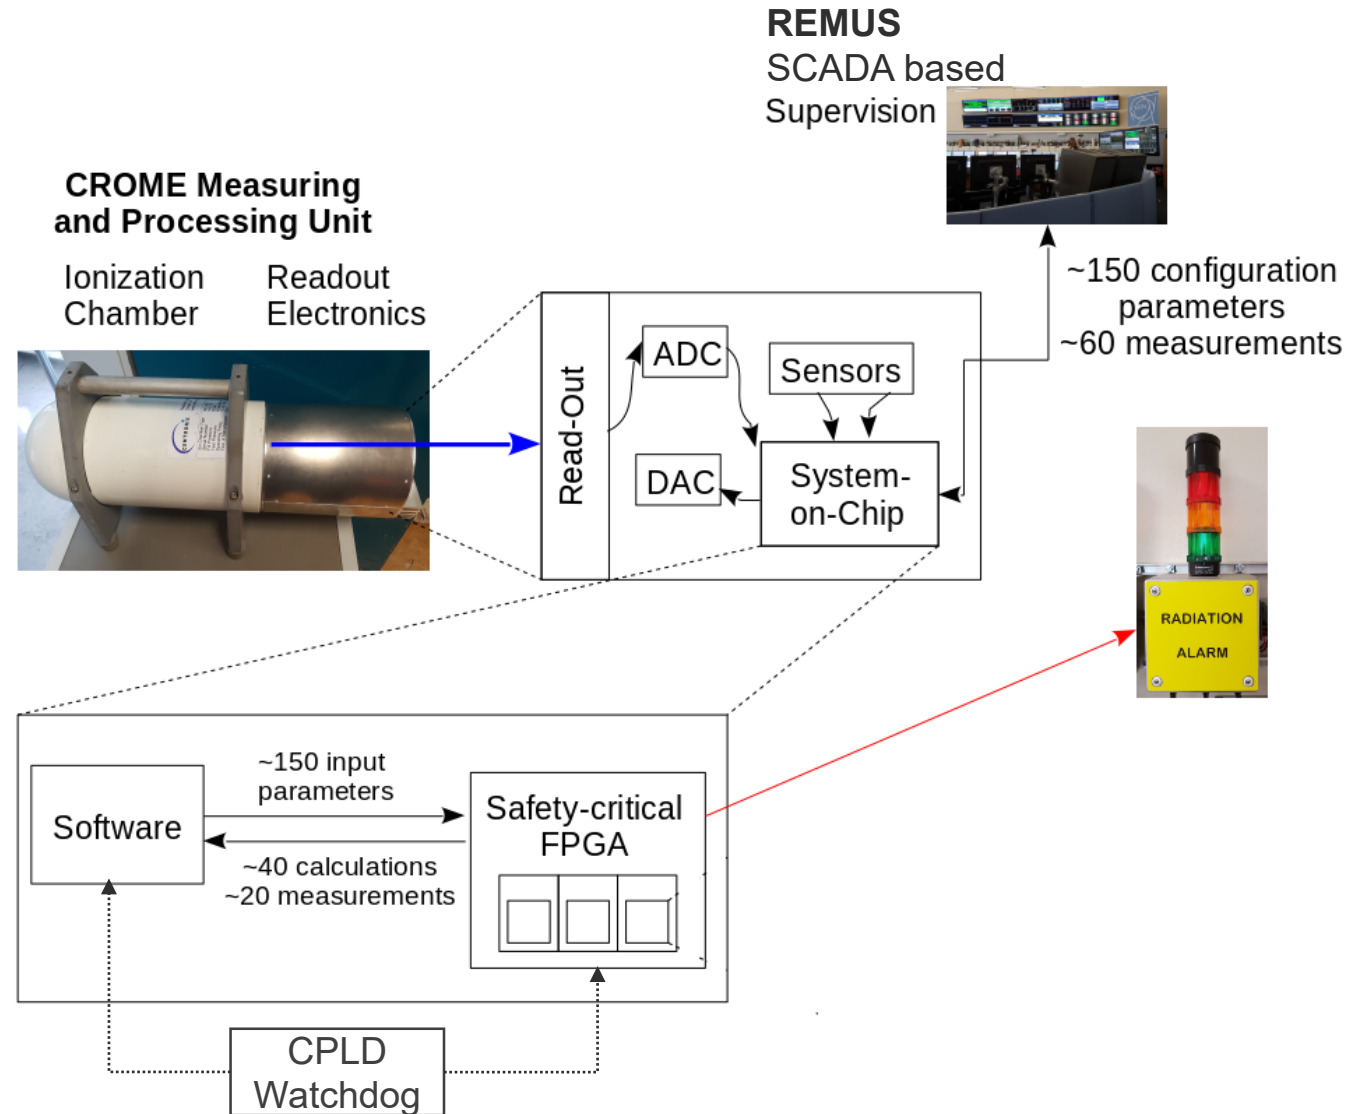 REMUS
SCADA based
Supervision
CROME Measuring
and Processing Unit
Ionization
Chamber
Readout
Electronics
~150 configuration
parameters
~60 measurements
Read-Out
ADC
Sensors
DAC
System-
on-Chip
CENTRONIC
RADIATION
ALARM
~150 input
parameters
Software
Safety-critical
FPGA
~40 calculations
~20 measurements
CPLD
Watchdog